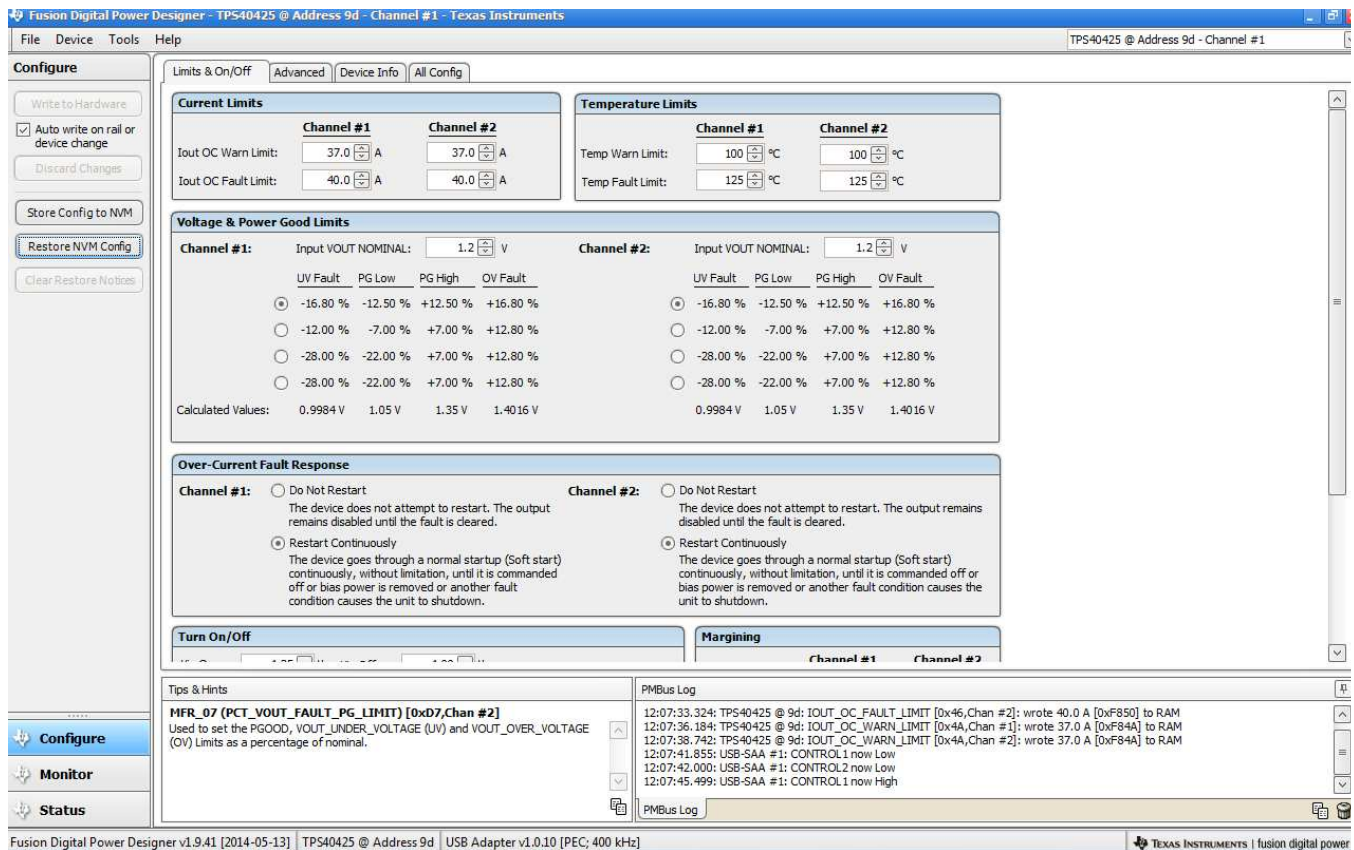 Fusion Digital Power Designer - TPS40425 @ Address 9d - Channel #1 - Texas Instruments
File Device Tools Help
TPS40425 @ Address 9d - Channel #1
Configure
Write to Hardware
Auto write on rail or
device change
Discard Changes
Store Config to NVM
Restore NVM Config
Clear Restore Notices
Limits & On/Off Advanced Device Info All Config
Current Limits
Channel #1 Channel #2
Iout OC Warn Limit: 37.0 A 37.0 A
Iout OC Fault Limit: 40.0 A 40.0 A
Temperature Limits
Channel #1 Channel #2
Temp Warn Limit: 100 ºC 100 ºC
Temp Fault Limit: 125 ºC 125 ºC
Voltage & Power Good Limits
Channel #1: Input VOUT NOMINAL: 1.2 V
UV Fault PG Low PG High OV Fault
-16.80 % -12.50 % +12.50 % +16.80 %
-12.00 % -7.00 % +7.00 % +12.80 %
-28.00 % -22.00 % +7.00 % +12.80 %
-28.00 % -22.00 % +7.00 % +12.80 %
Calculated Values: 0.9984 V 1.05 V 1.35 V 1.4016 V
Channel #2: Input VOUT NOMINAL: 1.2 V
UV Fault PG Low PG High OV Fault
-16.80 % -12.50 % +12.50 % +16.80 %
-12.00 % -7.00 % +7.00 % +12.80 %
-28.00 % -22.00 % +7.00 % +12.80 %
-28.00 % -22.00 % +7.00 % +12.80 %
0.9984 V 1.05 V 1.35 V 1.4016 V
Over-Current Fault Response
Channel #1: Do Not Restart
The device does not attempt to restart. The output
remains disabled until the fault is cleared.
Restart Continuously
The device goes through a normal startup (Soft start)
continuously, without limitation, until it is commanded
off or bias power is removed or another fault
condition causes the unit to shutdown.
Channel #2: Do Not Restart
The device does not attempt to restart. The output remains
disabled until the fault is cleared.
Restart Continuously
The device goes through a normal startup (Soft start)
continuously, without limitation, until it is commanded off or
bias power is removed or another fault condition causes the
unit to shutdown.
Turn On/Off
Margining
Channel #1 Channel #2
Tips & Hints
MFR_07 (PCT_VOUT_FAULT_PG_LIMIT) [0xD7,Chan #2]
Used to set the PGOOD, VOUT_UNDER_VOLTAGE (UV) and VOUT_OVER_VOLTAGE
(OV) Limits as a percentage of nominal.
PMBus Log
12:07:33.324: TPS40425 @ 9d: IOUT_OC_FAULT_LIMIT [0x46,Chan #2]: wrote 40.0 A [0xF850] to RAM
12:07:36.184: TPS40425 @ 9d: IOUT_OC_WARN_LIMIT [0x4A,Chan #1]: wrote 37.0 A [0xF84A] to RAM
12:07:38.742: TPS40425 @ 9d: IOUT_OC_WARN_LIMIT [0x4A,Chan #2]: wrote 37.0 A [0xF84A] to RAM
12:07:41.855: USB-SAA #1: CONTROL1 now Low
12:07:42.000: USB-SAA #1: CONTROL2 now Low
12:07:45.499: USB-SAA #1: CONTROL1 now High
PMBus Log
Configure
Monitor
Status
Fusion Digital Power Designer v1.9.41 [2014-05-13] TPS40425 @ Address 9d USB Adapter v1.0.10 [PEC; 400 kHz]
TEXAS INSTRUMENTS | fusion digital power